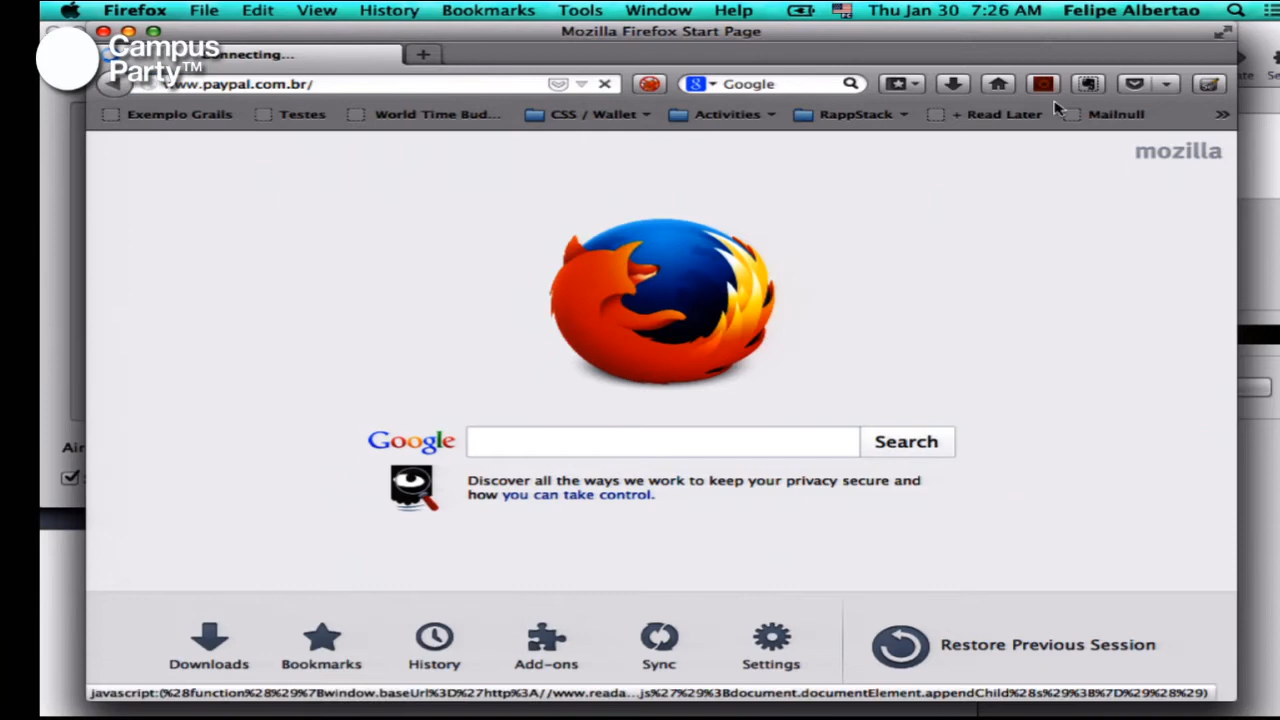 Firefox File Edit View History Bookmarks Tools Window Help Thu Jan 30 7:26 AM Felipe Albertao
Mozilla Firefox Start Page
Campus
Party™
nnecting...
www.paypal.com.br/
Google
Exemplo Grails Testes World Time Bud... CSS / Wallet Activities RappStack + Read Later Mailnull »
mozilla
Google Search
Discover all the ways we work to keep your privacy secure and
how you can take control.
Air
Downloads Bookmarks History Add-ons Sync Settings Restore Previous Session
javascript:(%28function%28%29%7Bwindow.baseUrl%3D%27http%3A//www.reada...js%27%29%3Bdocument.documentElement.appendChild%28s%29%3B%7D%29%28%29)